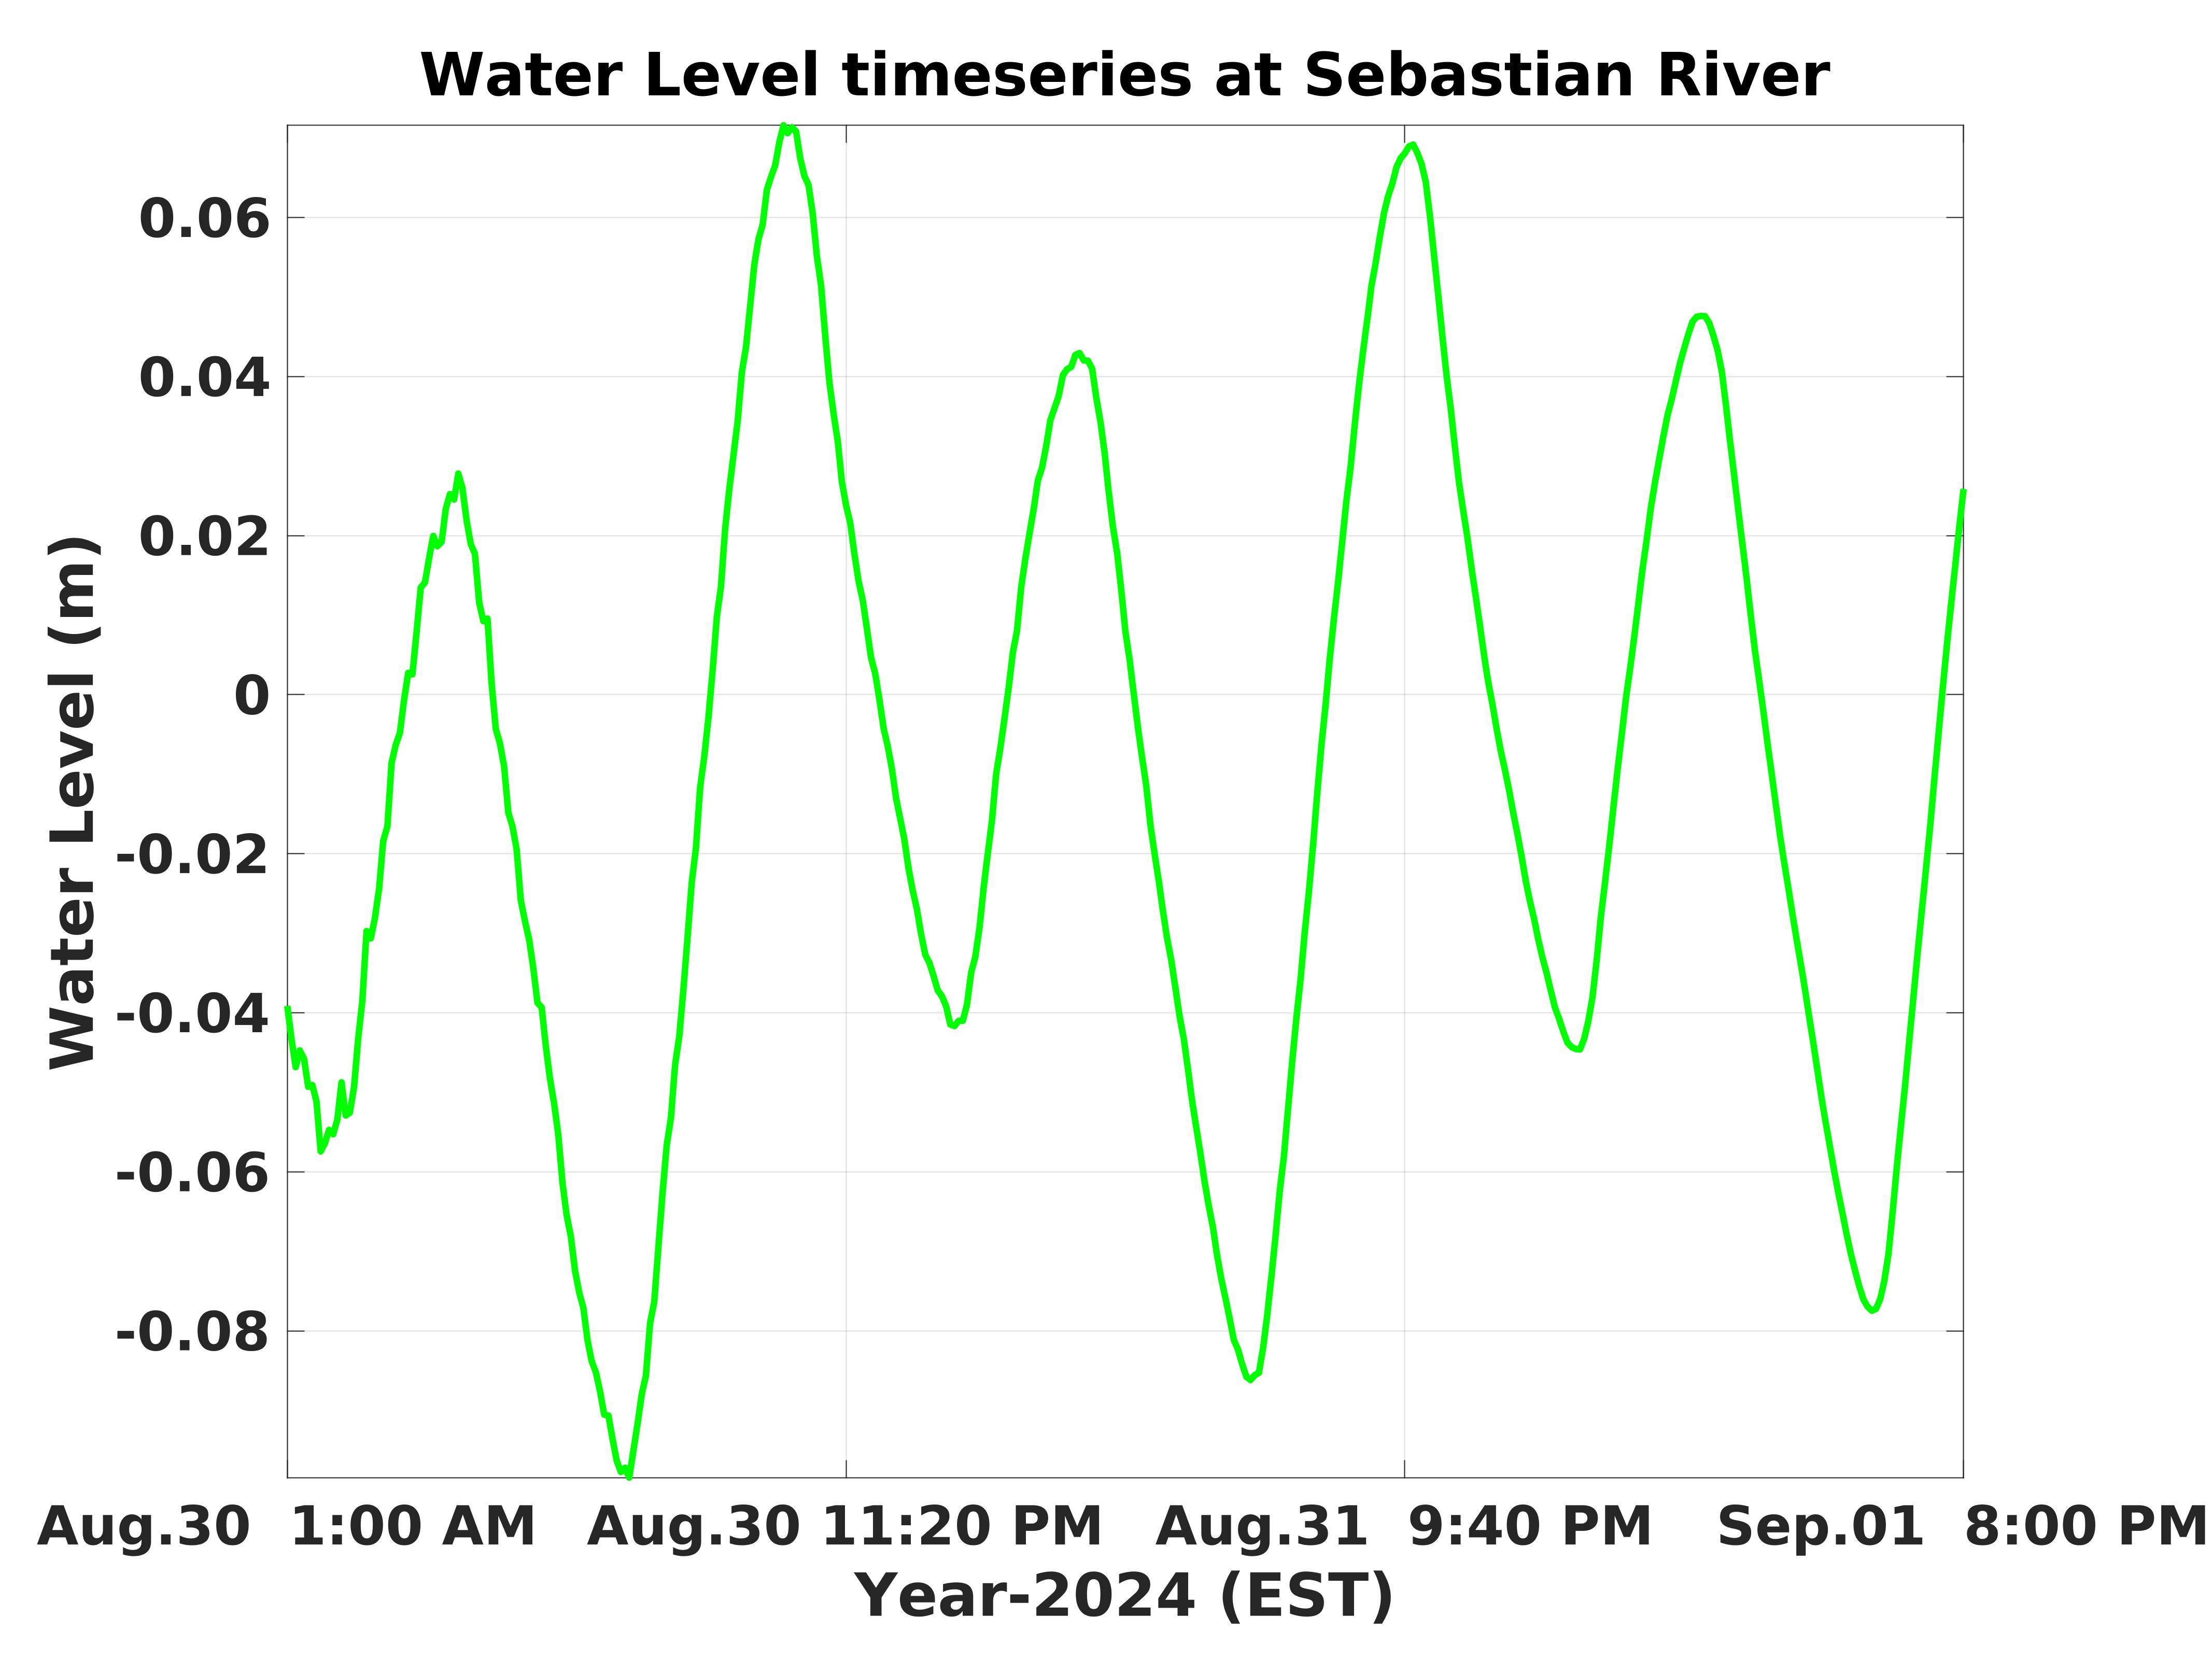 Water Level timeseries at Sebastian River
Water Level (m)
0.06
0.04
0.02
0
-0.02
-0.04
-0.06
-0.08
Aug.30 1:00 AM Aug.30 11:20 PM Aug.31 9:40 PM Sep.01 8:00 PM
Year-2024 (EST)